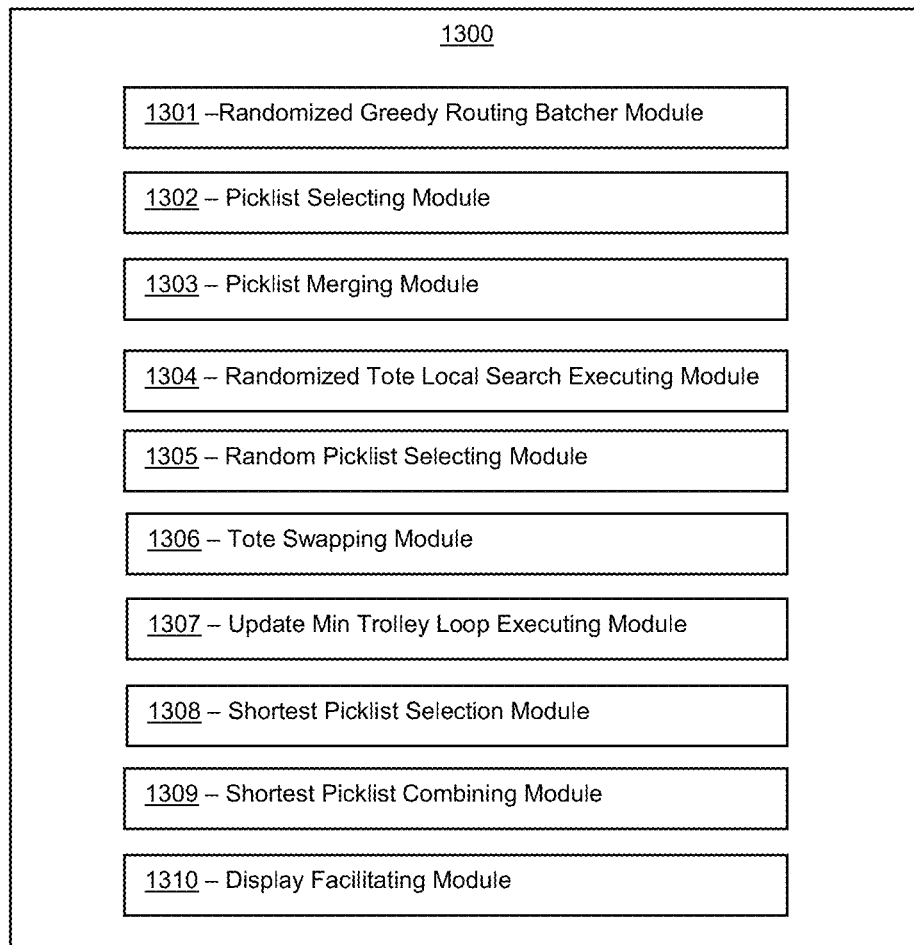 1300
1301 –Randomized Greedy Routing Batcher Module
1302 – Picklist Selecting Module
1303 – Picklist Merging Module
1304 – Randomized Tote Local Search Executing Module
1305 – Random Picklist Selecting Module
1306 – Tote Swapping Module
1307 – Update Min Trolley Loop Executing Module
1308 – Shortest Picklist Selection Module
1309 – Shortest Picklist Combining Module
1310 – Display Facilitating Module